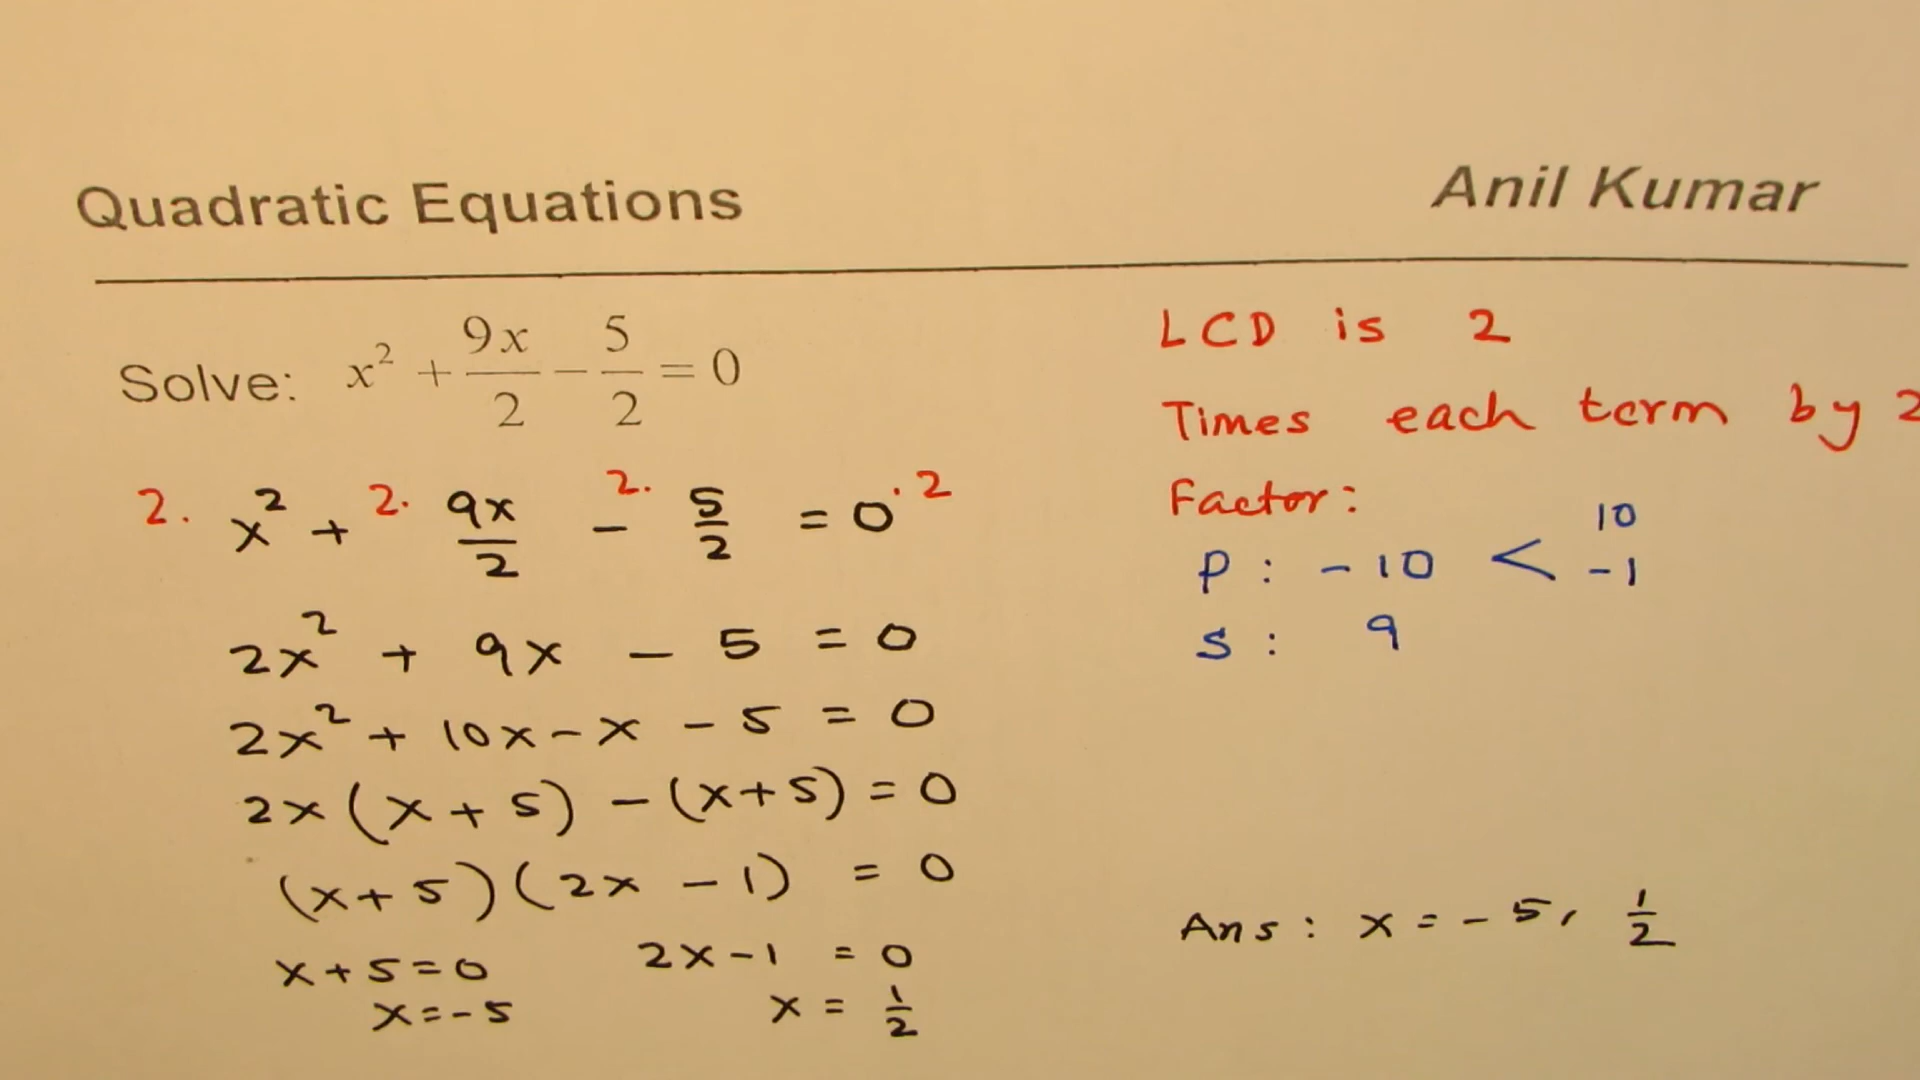 Quadratic Equations
Anil Kumar
Solve: x² + 9x/2 − 5/2 = 0
2. x² + 2. 9x/2 − 2. 5/2 = 0 · 2
2x² + 9x − 5 = 0
2x² + 10x − x − 5 = 0
2x (x + 5) − (x + 5) = 0
(x + 5) (2x − 1) = 0
x + 5 = 0 2x − 1 = 0
x = − 5 x = 1/2
LCD is 2
Times each term by 2
Factor:
P : − 10 < 10 − 1
S : 9
Ans : x = − 5, 1/2